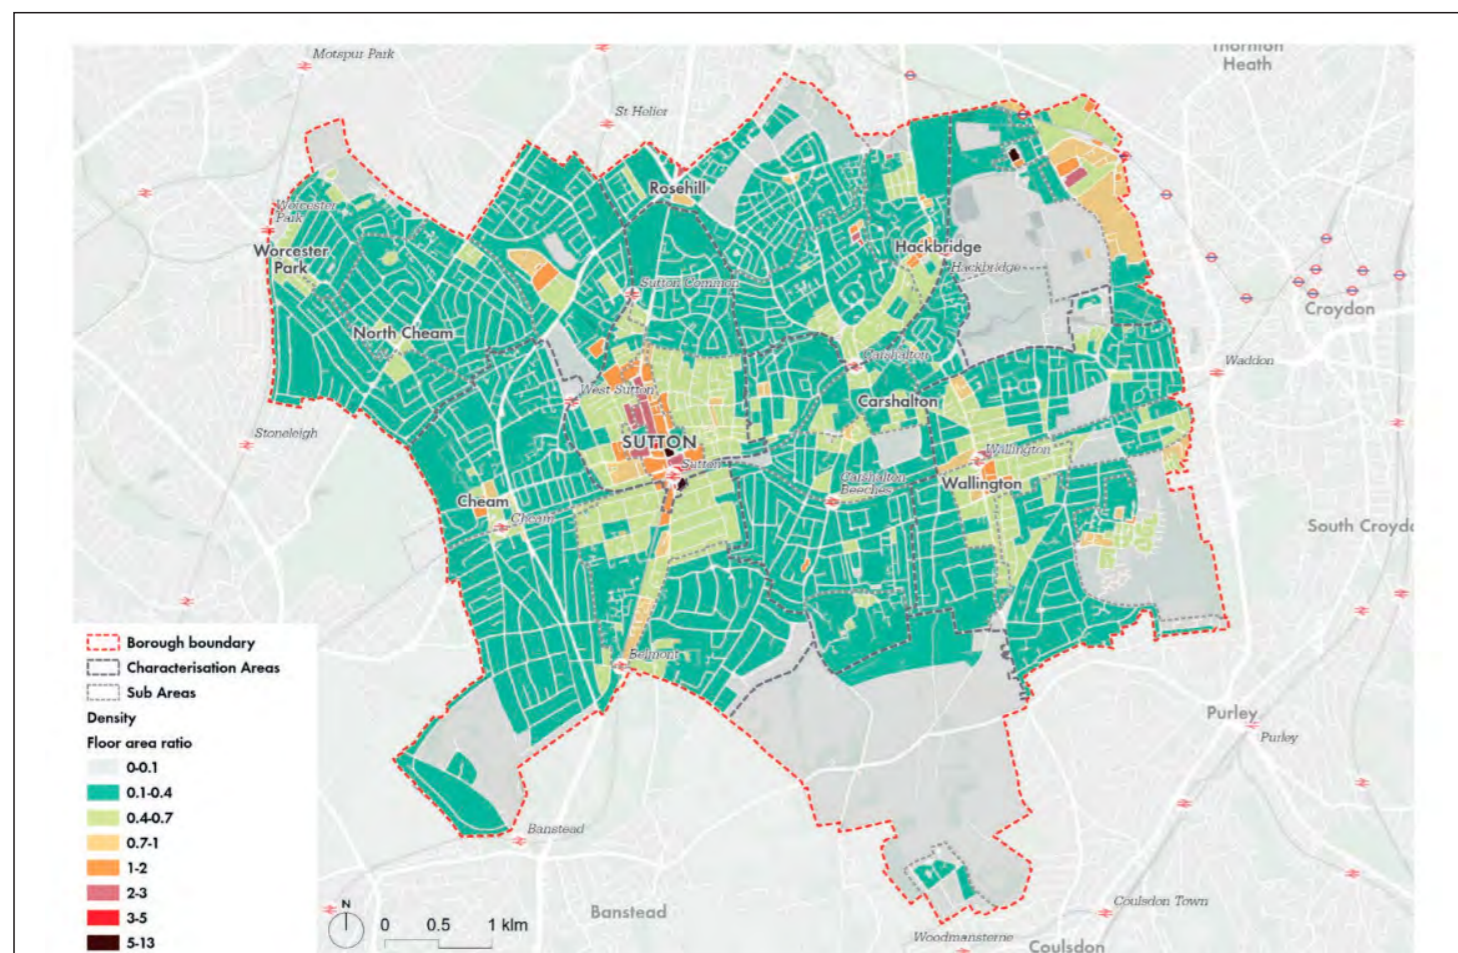 Thornton
Heath
Motspur Park
St Helier
Rosehill
Worcester
Park
Worcester
Park
Hackbridge
Hackbridge
Sutton Common
Croydon
North Cheam
Carshalton
Waddon
West Sutton
Carshalton
Stoneleigh
SUTTON
Sutton
Wallington
Carshalton
Beeches
Wallington
Cheam
Cheam
South Croydo
Belmont
Purley
Purley
Banstead
Banstead
Coulsdon Town
Woodmansterne
Coulsdon
Borough boundary
Characterisation Areas
Sub Areas
Density
Floor area ratio
0-0.1
0.1-0.4
0.4-0.7
0.7-1
1-2
2-3
3-5
5-13
N
0 0.5 1 klm